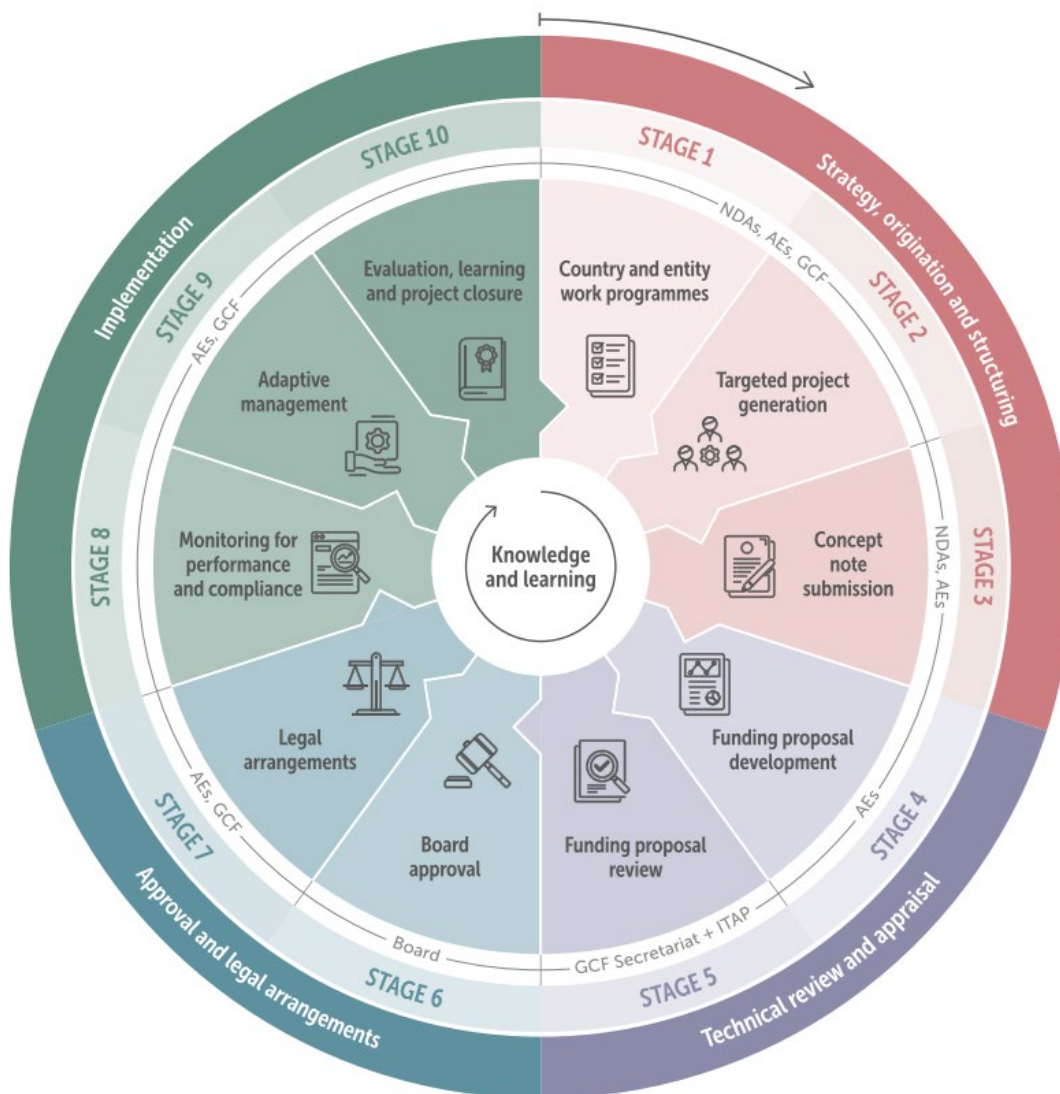 STAGE 1
NDAs, AEs, GCF
Country and entity
work programmes
Strategy, origination and structuring
STAGE 2
Targeted project
generation
STAGE 3
NDAs, AEs
Concept
note
submission
STAGE 4
AEs
Funding proposal
development
Technical review and appraisal
STAGE 5
GCF Secretariat + ITAP
Funding proposal
review
STAGE 6
Board
Board
approval
Approval and legal arrangements
STAGE 7
AEs, GCF
Legal
arrangements
STAGE 8
Monitoring for
performance
and compliance
Implementation
STAGE 9
AEs, GCF
Adaptive
management
STAGE 10
Evaluation, learning
and project closure
Knowledge
and learning